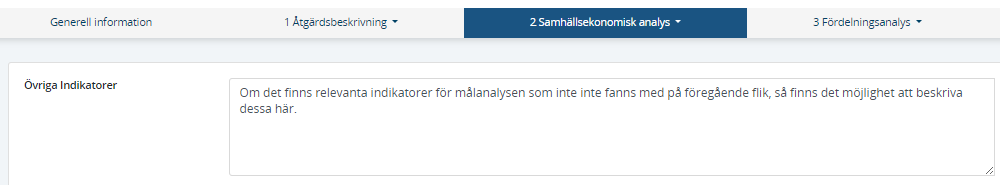 Generell information 1 Åtgärdsbeskrivning 2 Samhällsekonomisk analys 3 Fördelningsanalys
Övriga Indikatorer
Om det finns relevanta indikatorer för målanalysen som inte inte fanns med på föregående flik, så finns det möjlighet att beskriva
dessa här.